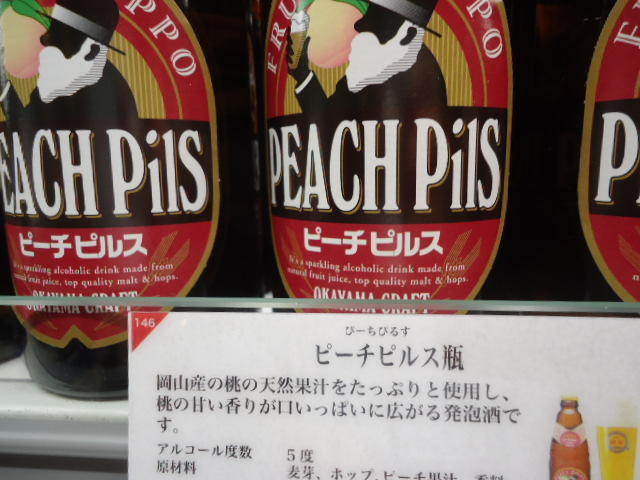 PPO
EACH PilS
ピーチピルス
It's a sparkling alcoholic drink made from
natural fruit juice, top quality malt & hops.
OKAYAMA CRAFT
FRU
PPO
PEACH PilS
ピーチピルス
It's a sparkling alcoholic drink made from
natural fruit juice, top quality malt & hops.
OKAYAMA CRAFT
P
146
ぴーちぴるす
ピーチピルス瓶
岡山産の桃の天然果汁をたっぷりと使用し、
桃の甘い香りが口いっぱいに広がる発泡酒で
す。
アルコール度数 5度
原材料 麦芽、ホップ、ピーチ果汁、香料